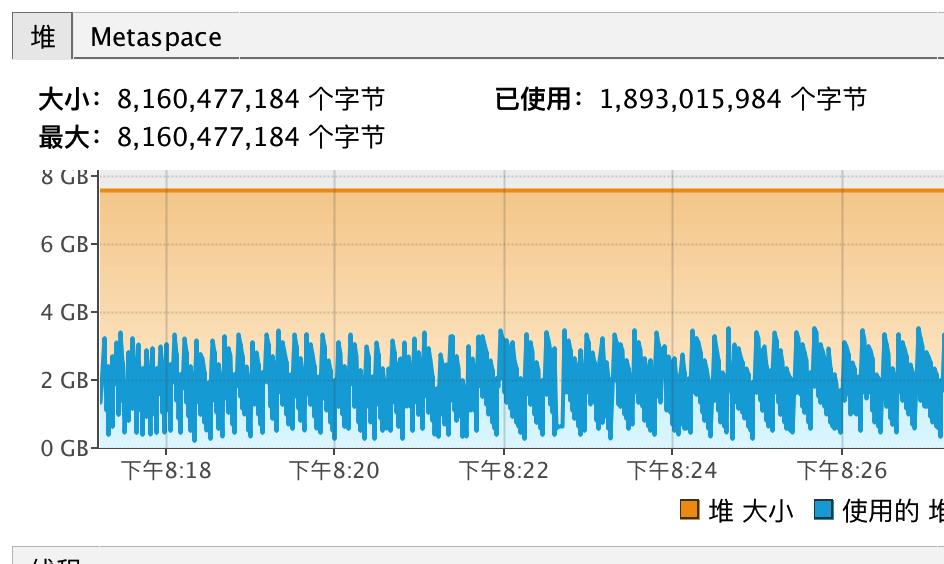 堆 Metaspace
大小： 8,160,477,184 个字节 已使用： 1,893,015,984 个字节
最大： 8,160,477,184 个字节
8 GB
6 GB
4 GB
2 GB
0 GB
下午8:18 下午8:20 下午8:22 下午8:24 下午8:26
堆 大小 使用的 堆
线程